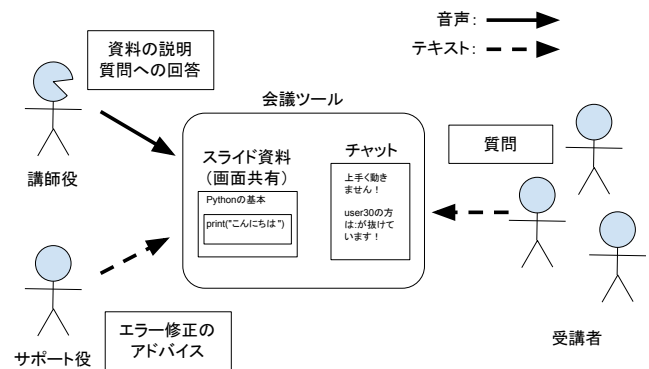 音声:
テキスト:
資料の説明
質問への回答
講師役
会議ツール
スライド資料
（画面共有）
Pythonの基本
print("こんにちは")
チャット
上手く動き
ません！
user30の方
は:が抜けて
います！
質問
受講者
サポート役
エラー修正の
アドバイス